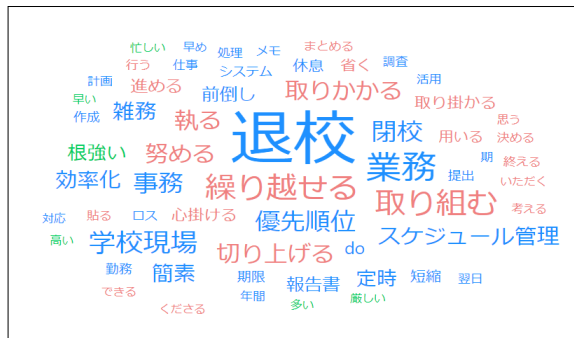 忙しい 早め 処理 メモ まとめる
行う 仕事 システム 休息 省く 調査
計画 進める 前倒し 取りかかる 活用
早い 取り掛かる
作成 雑務 執る 退校 閉校 用いる 思う
決める
根強い 努める 業務 期 終える
効率化 事務 繰り越せる 提出 いただく
対応 貼る ロス 心掛ける 優先順位 取り組む 考える
高い 学校現場 切り上げる do スケジュール管理
勤務 簡素 期限 報告書 定時 短縮 翌日
できる 年間 多い 厳しい
くださる